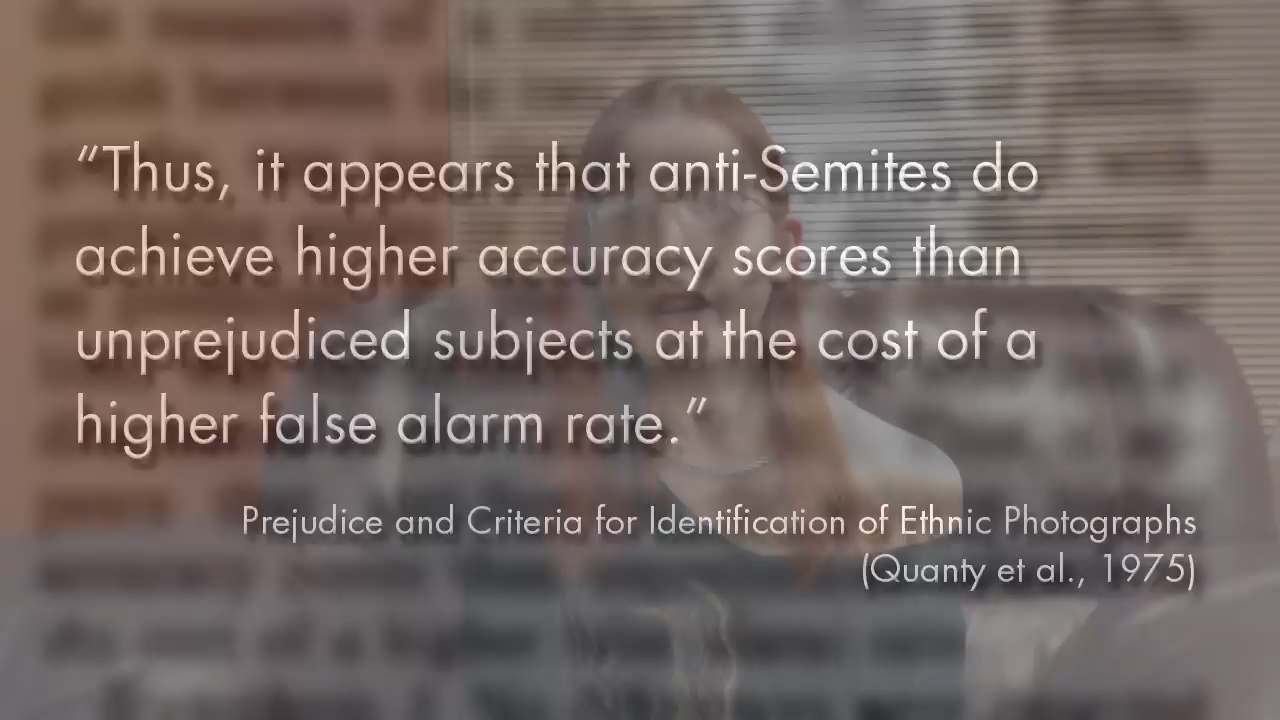 “Thus, it appears that anti-Semites do
achieve higher accuracy scores than
unprejudiced subjects at the cost of a
higher false alarm rate.”
Prejudice and Criteria for Identification of Ethnic Photographs
(Quanty et al., 1975)